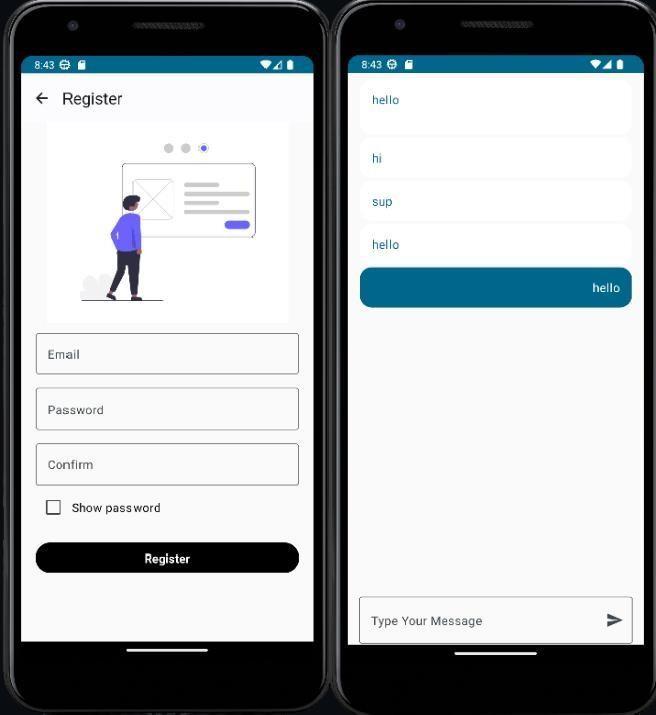 8:43
Register
Email
Password
Confirm
Show password
Register
8:43
hello
hi
sup
hello
hello
Type Your Message